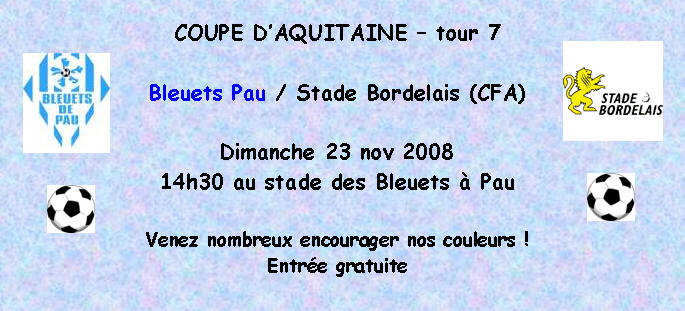 COUPE D'AQUITAINE – tour 7
BLEUETS
DE
PAU
Bleuets Pau / Stade Bordelais (CFA)
STADE
BORDELAIS
Dimanche 23 nov 2008
14h30 au stade des Bleuets à Pau
Venez nombreux encourager nos couleurs !
Entrée gratuite